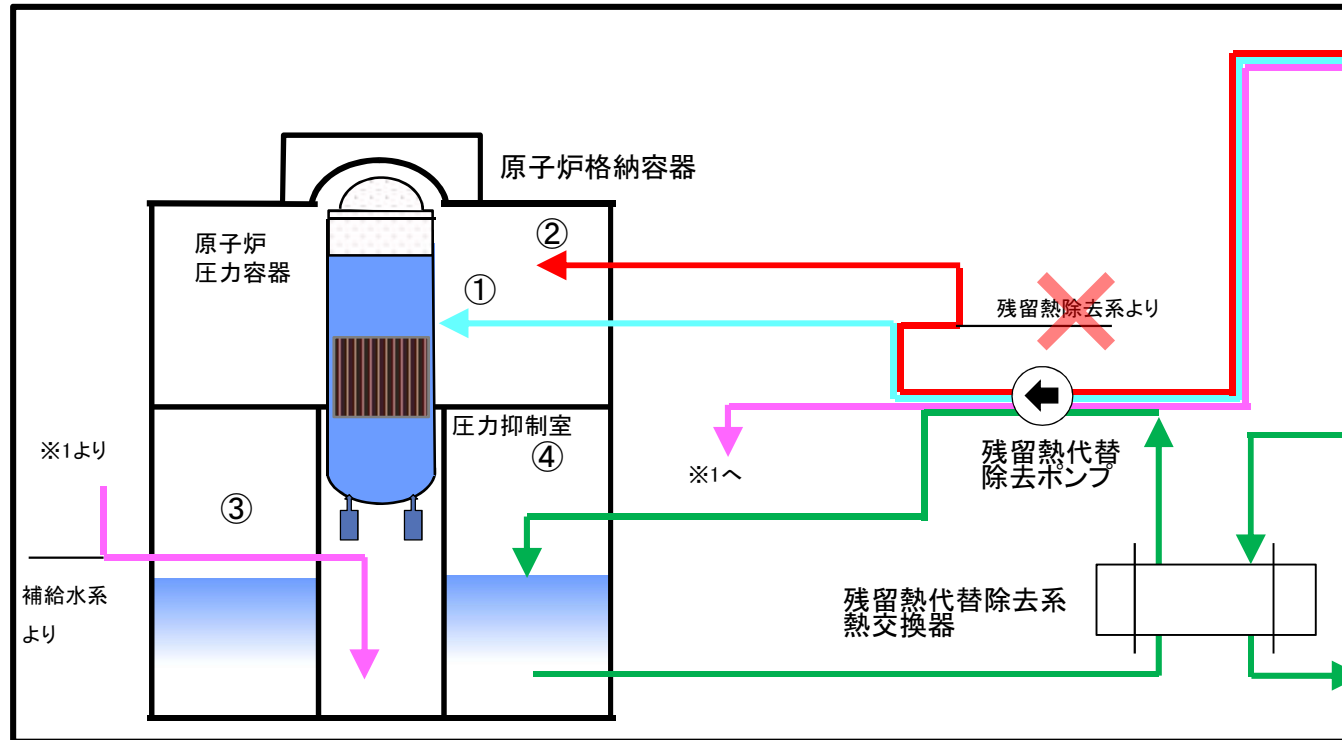 原子炉格納容器
②
原子炉
圧力容器
①
残留熱除去系より
圧力抑制室
④
※1より
残留熱代替
除去ポンプ
※1へ
③
補給水系
より
残留熱代替除去系
熱交換器